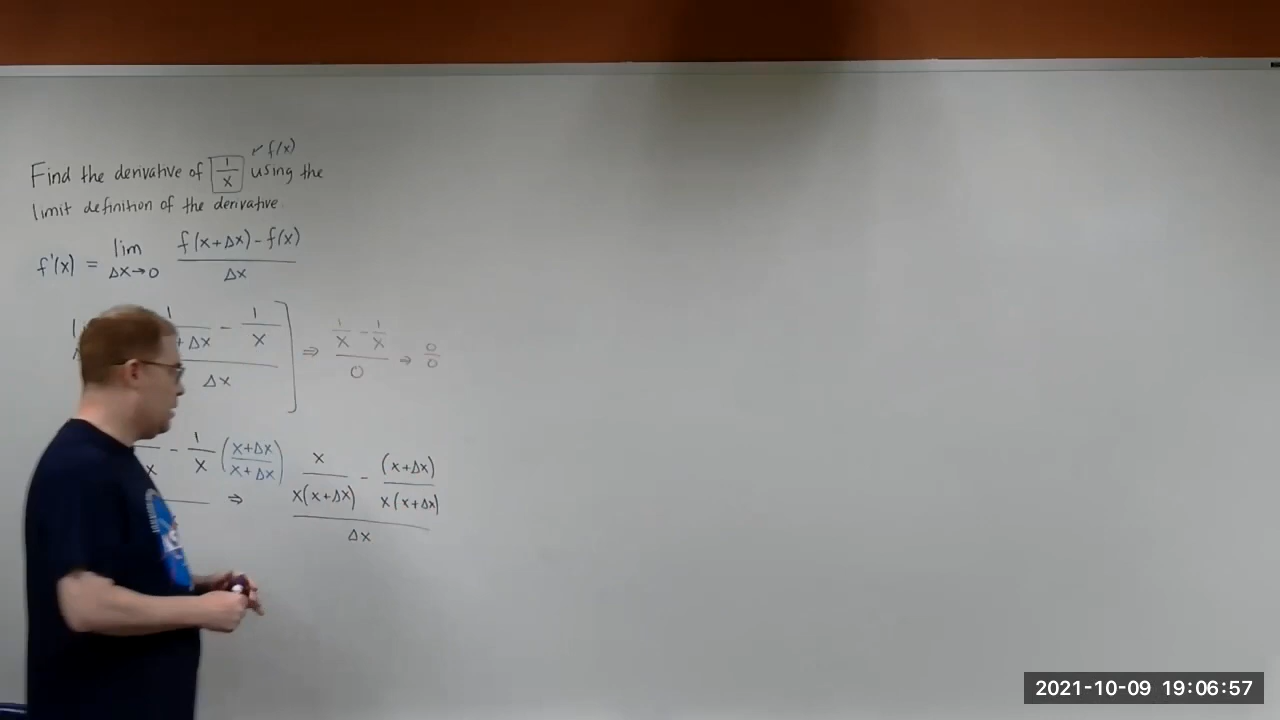 ✓ f(x)
Find the derivative of 1/x using the
limit definition of the derivative.
f'(x) = lim Δx→0 f(x+Δx) - f(x) / Δx
1 / +Δx - 1 / x ] / Δx ⇒ 1/x - 1/x / 0 → 0/0
x - 1/x (x+Δx / x+Δx) ⇒ x / x(x+Δx) - (x+Δx) / x(x+Δx) / Δx
2021-10-09 19:06:57